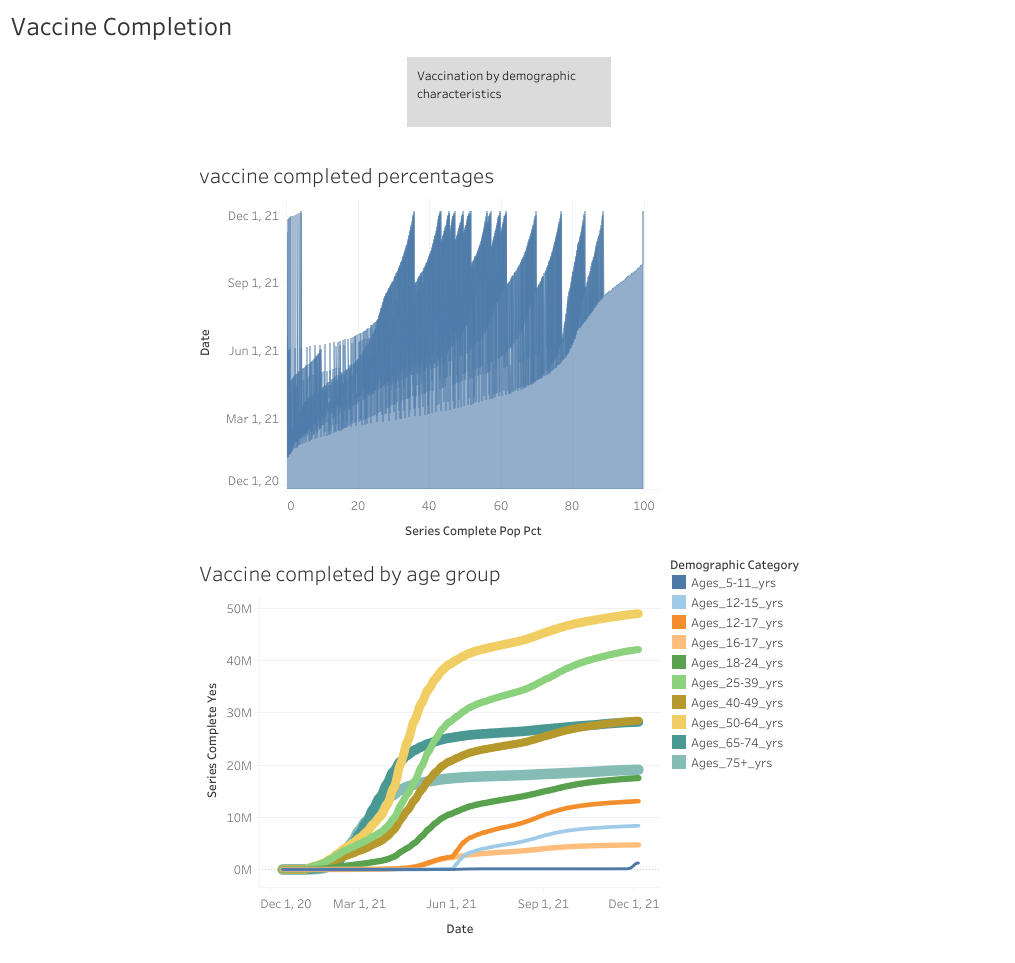 Vaccine Completion
Vaccination by demographic
characteristics
vaccine completed percentages
Dec 1, 21
Sep 1, 21
Jun 1, 21
Mar 1, 21
Dec 1, 20
Date
0 20 40 60 80 100
Series Complete Pop Pct
Vaccine completed by age group
50M
40M
30M
20M
10M
0M
Series Complete Yes
Dec 1, 20 Mar 1, 21 Jun 1, 21 Sep 1, 21 Dec 1, 21
Date
Demographic Category
Ages_5-11_yrs
Ages_12-15_yrs
Ages_12-17_yrs
Ages_16-17_yrs
Ages_18-24_yrs
Ages_25-39_yrs
Ages_40-49_yrs
Ages_50-64_yrs
Ages_65-74_yrs
Ages_75+_yrs